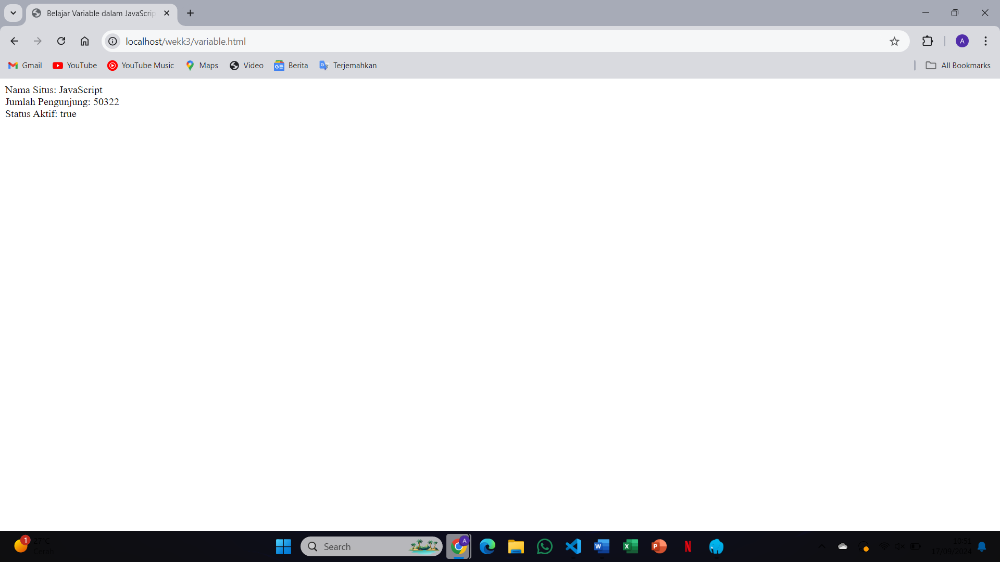 Belajar Variable dalam JavaScrip
localhost/wekk3/variable.html
A
Gmail
YouTube
YouTube Music
Maps
Video
Berita
Terjemahkan
All Bookmarks
Nama Situs: JavaScript
Jumlah Pengunjung: 50322
Status Aktif: true
1
27°C
Cerah
Search
A
10:51
17/09/2024